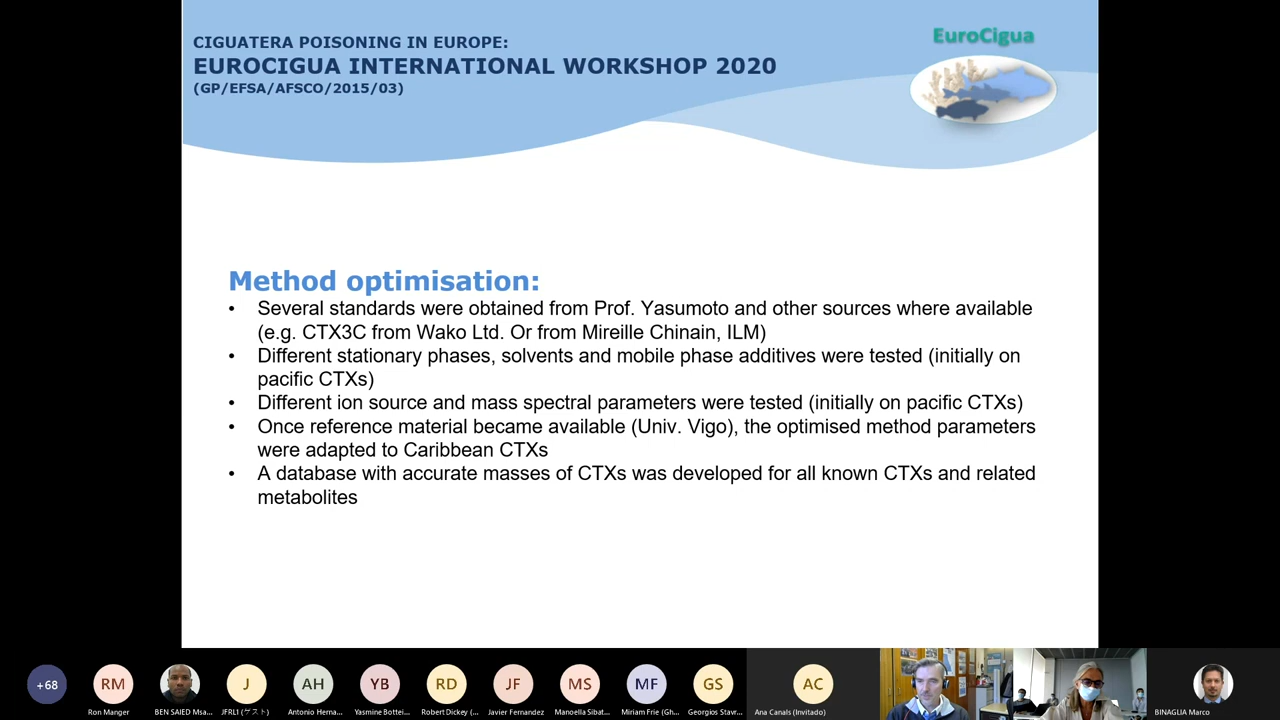 CIGUATERA POISONING IN EUROPE:
EUROCIGUA INTERNATIONAL WORKSHOP 2020
(GP/EFSA/AFSCO/2015/03)
EuroCigua
Method optimisation:
• Several standards were obtained from Prof. Yasumoto and other sources where available
(e.g. CTX3C from Wako Ltd. Or from Mireille Chinain, ILM)
• Different stationary phases, solvents and mobile phase additives were tested (initially on
pacific CTXs)
• Different ion source and mass spectral parameters were tested (initially on pacific CTXs)
• Once reference material became available (Univ. Vigo), the optimised method parameters
were adapted to Caribbean CTXs
• A database with accurate masses of CTXs was developed for all known CTXs and related
metabolites
+68 RM J AH YB RD JF MS MF GS AC
Ron Manger BEN SAIED Msa... JFRL1 (ゲスト) Antonio Herna... Yasmine Bottei... Robert Dickey (... Javier Fernandez Manoella Sibat... Miriam Frie (Gh... Georgios Stavr... Ana Canals (Invitado) BINAGLIA Marco